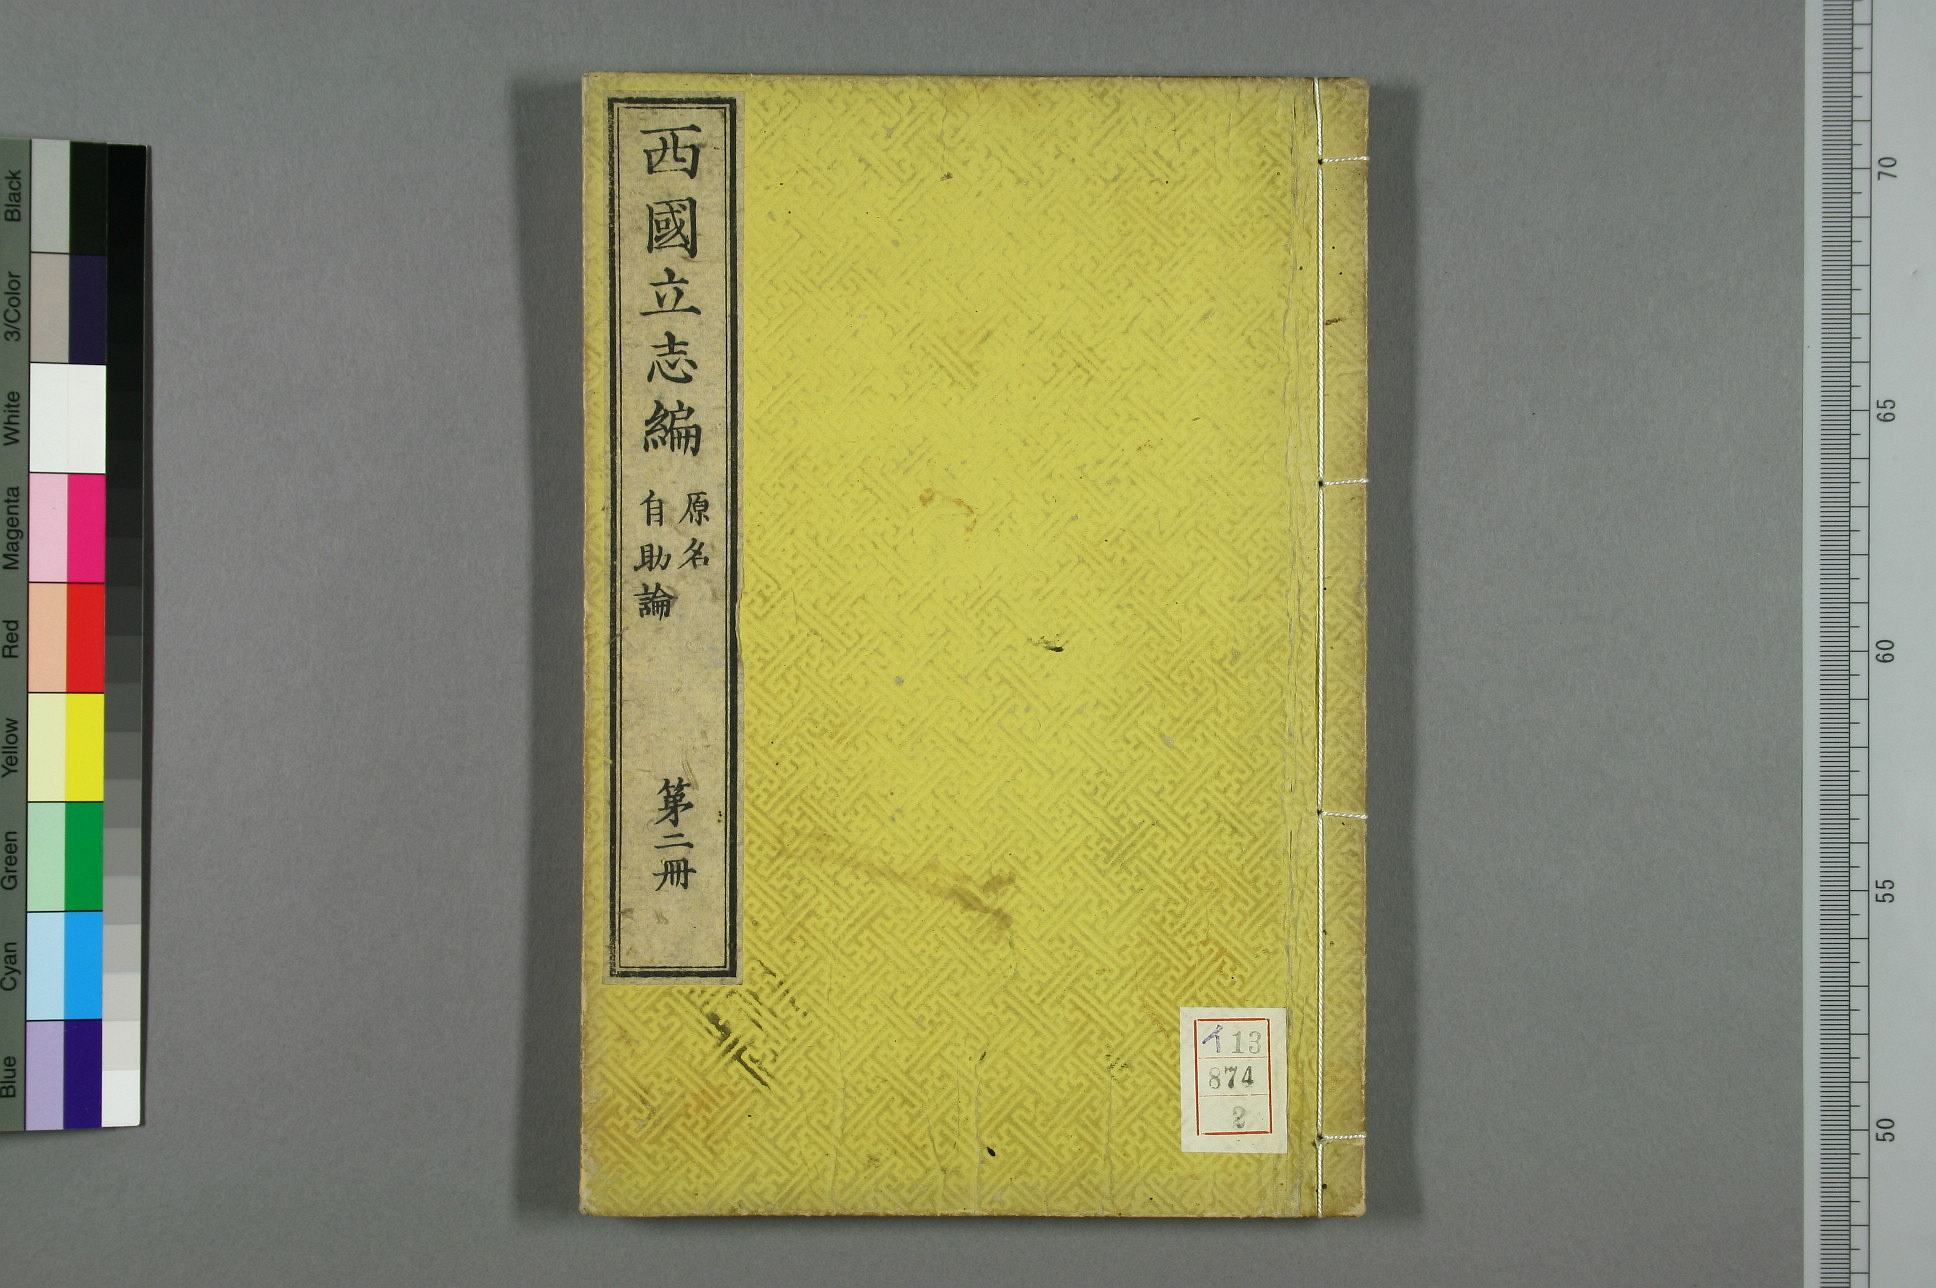 西國立志編
原名
自助論
第二冊
イ13
874
2
Black
3/Color
White
Magenta
Red
Yellow
Green
Cyan
Blue
70
65
60
55
50